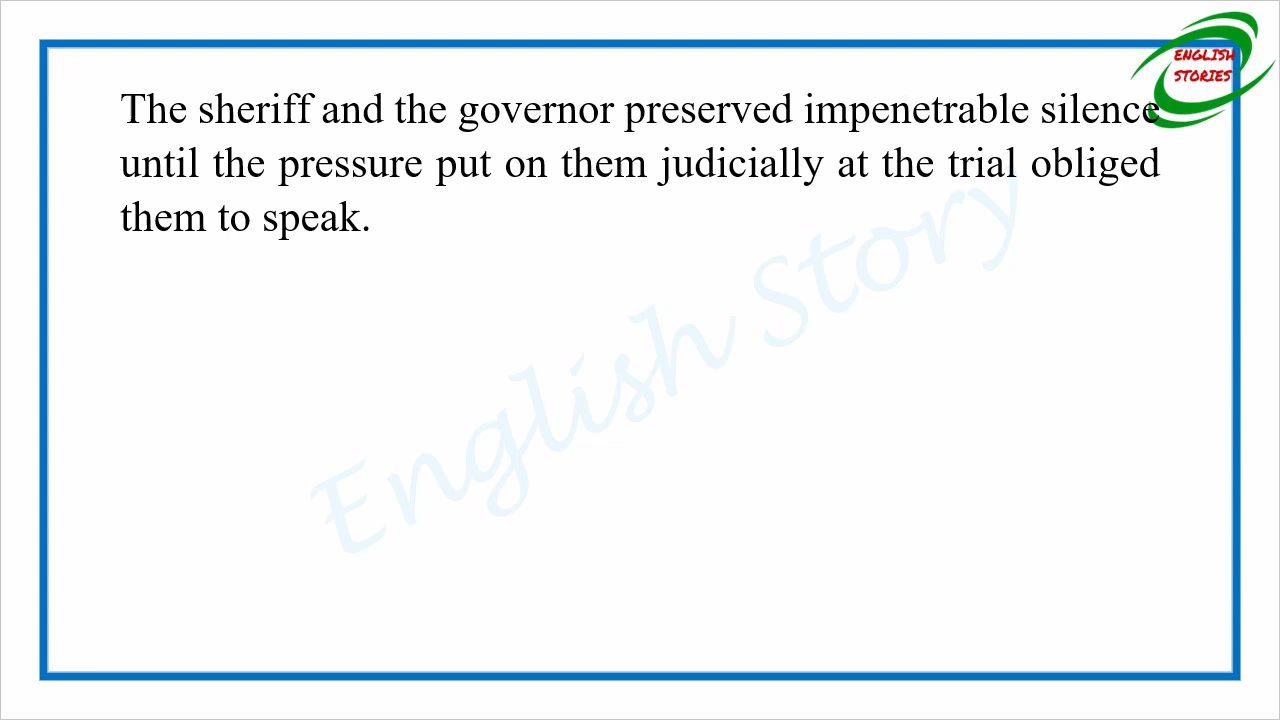 ENGLISH
STORIES
The sheriff and the governor preserved impenetrable silence
until the pressure put on them judicially at the trial obliged
them to speak.
English Story